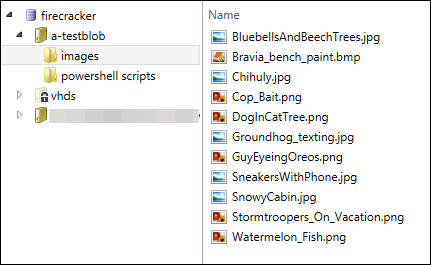 firecracker
a-testblob
images
powershell scripts
vhds
Name
BluebellsAndBeechTrees.jpg
Bravia_bench_paint.bmp
Chihuly.jpg
Cop_Bait.png
DogInCatTree.png
Groundhog_texting.jpg
GuyEyeingOreos.png
SneakersWithPhone.jpg
SnowyCabin.jpg
Stormtroopers_On_Vacation.png
Watermelon_Fish.png